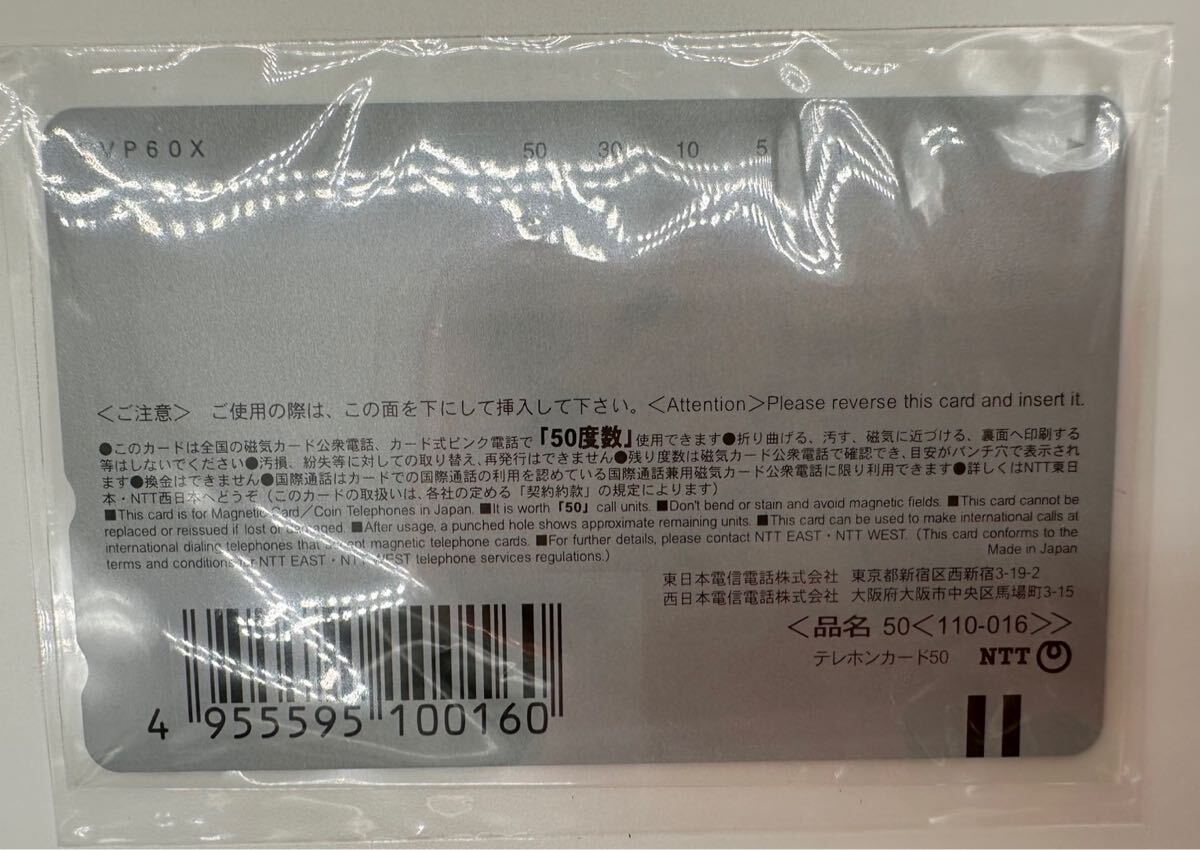 VP60X 50 30 10 5
＜ご注意＞ ご使用の際は、この面を下にして挿入して下さい。＜Attention＞Please reverse this card and insert it.
●このカードは全国の磁気カード公衆電話、カード式ピンク電話で「50度数」使用できます●折り曲げる、汚す、磁気に近づける、裏面へ印刷する
等はしないでください●汚損、紛失等に対しての取り替え、再発行はできません●残り度数は磁気カード公衆電話で確認でき、目安がパンチ穴で表示され
ます●換金はできません●国際通話はカードでの国際通話の利用を認めている国際通話兼用磁気カード公衆電話に限り利用できます●詳しくはNTT東日
本・NTT西日本へどうぞ（このカードの取扱いは、各社の定める「契約約款」の規定によります）
■This card is for Magnetic Card／Coin Telephones in Japan. ■It is worth「50」call units. ■Don't bend or stain and avoid magnetic fields. ■This card cannot be
replaced or reissued if lost or damaged. ■After usage, a punched hole shows approximate remaining units. ■This card can be used to make international calls at
international dialing telephones that accept magnetic telephone cards. ■For further details, please contact NTT EAST・NTT WEST. (This card conforms to the
terms and conditions for NTT EAST・NTT WEST telephone services regulations.)
Made in Japan
東日本電信電話株式会社 東京都新宿区西新宿3-19-2
西日本電信電話株式会社 大阪府大阪市中央区馬場町3-15
＜品名 50＜110-016＞＞
テレホンカード50 NTT
4 955595 100160